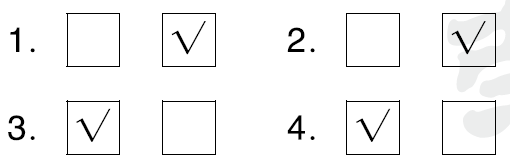 1. √ 2. √
3. √ 4. √